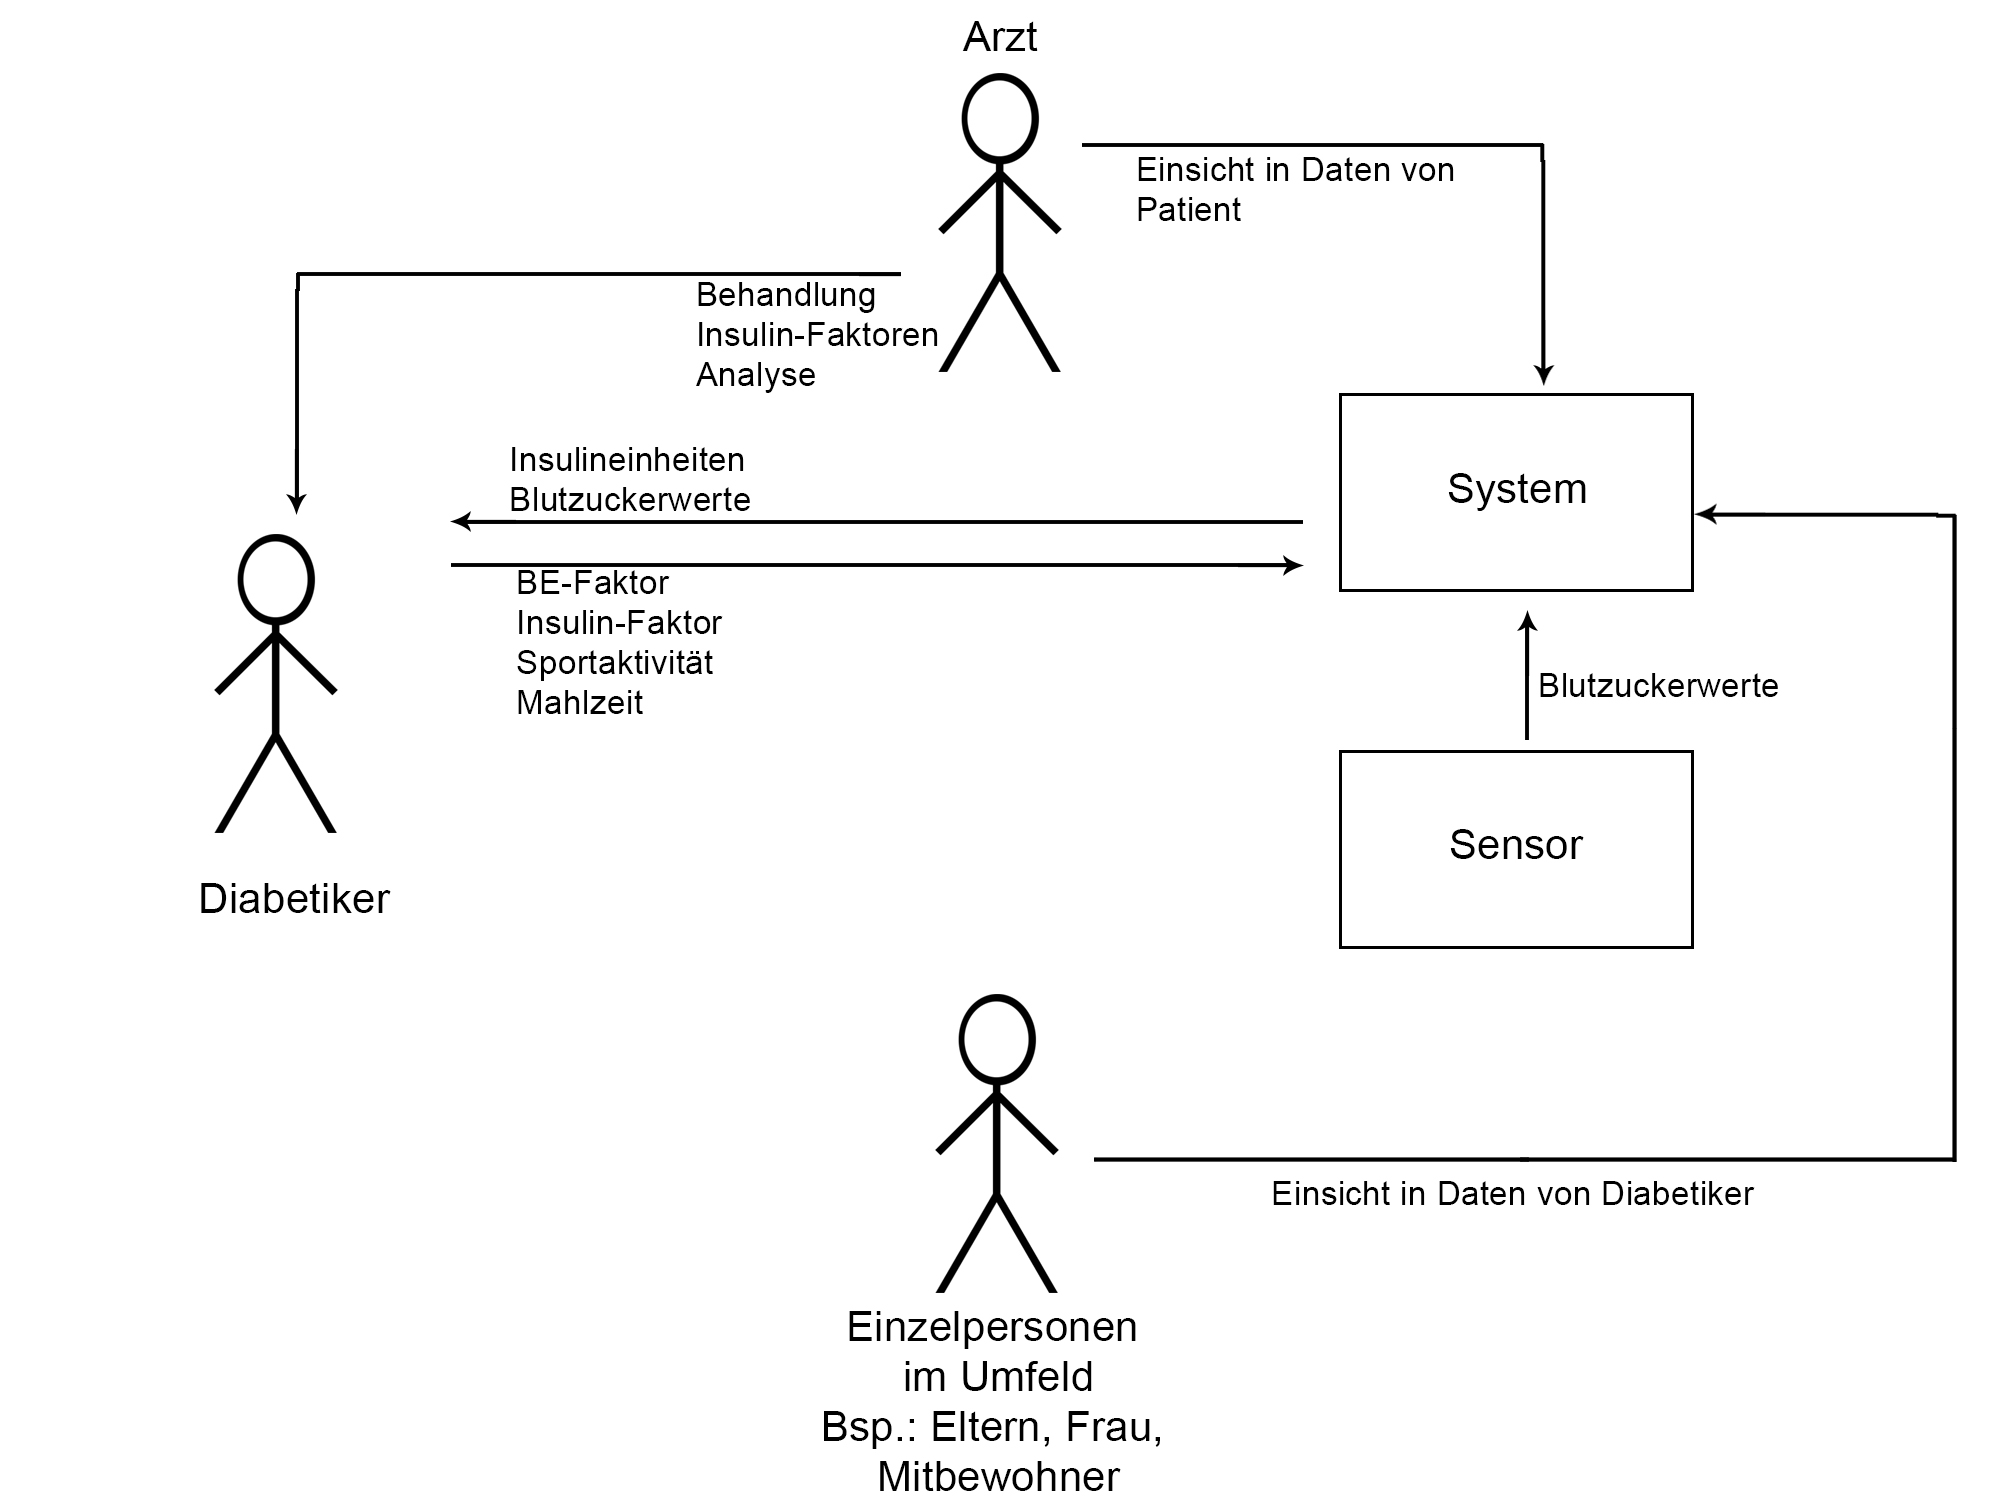 Arzt
Einsicht in Daten von
Patient
Behandlung
Insulin-Faktoren
Analyse
Insulineinheiten
Blutzuckerwerte
System
BE-Faktor
Insulin-Faktor
Sportaktivität
Mahlzeit
Blutzuckerwerte
Sensor
Diabetiker
Einsicht in Daten von Diabetiker
Einzelpersonen
im Umfeld
Bsp.: Eltern, Frau,
Mitbewohner